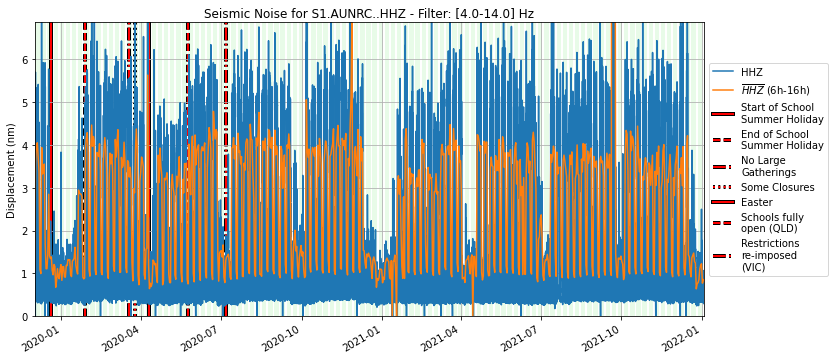 Seismic Noise for S1.AUNRC..HHZ - Filter: [4.0-14.0] Hz
Displacement (nm)
6
5
4
3
2
1
0
2020-01
2020-04
2020-07
2020-10
2021-01
2021-04
2021-07
2021-10
2022-01
HHZ
HHZ (6h-16h)
Start of School
Summer Holiday
End of School
Summer Holiday
No Large
Gatherings
Some Closures
Easter
Schools fully
open (QLD)
Restrictions
re-imposed
(VIC)